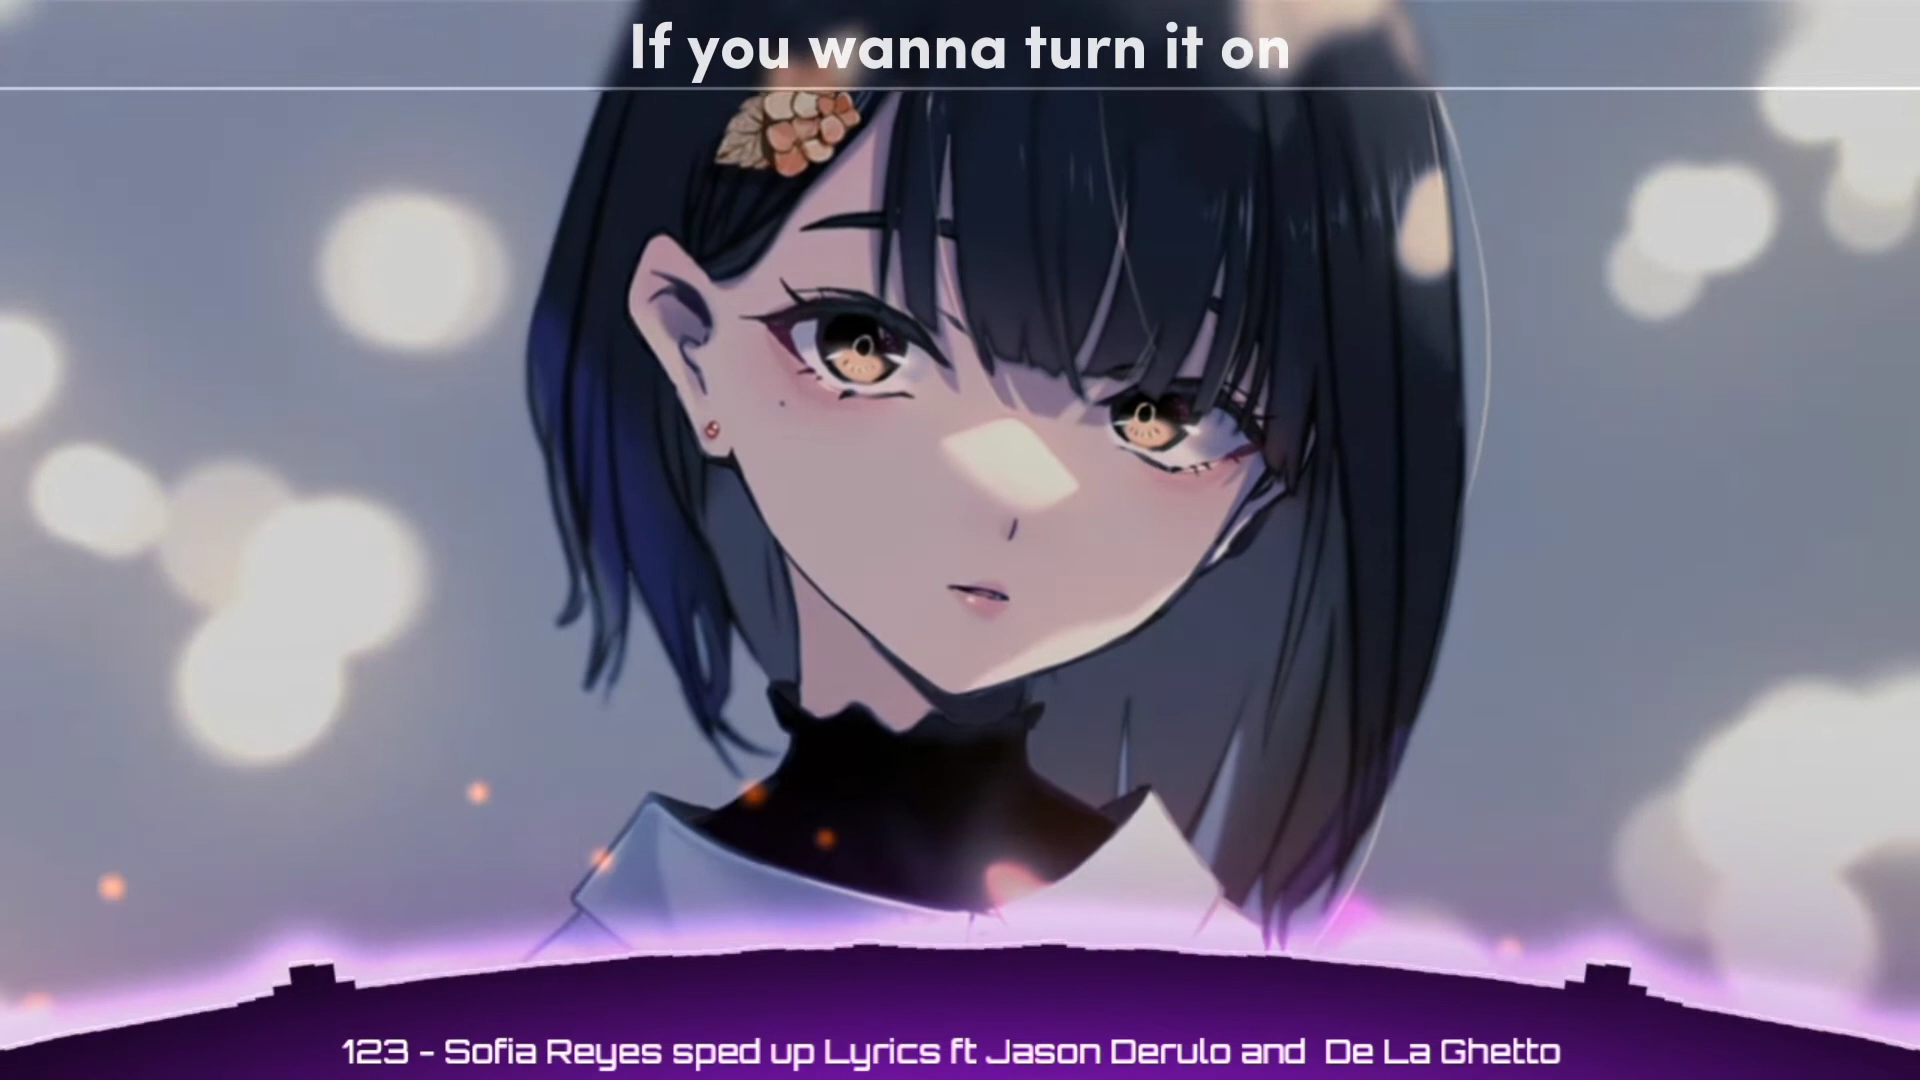 If you wanna turn it on
123 - Sofia Reyes sped up Lyrics ft Jason Derulo and  De La Ghetto